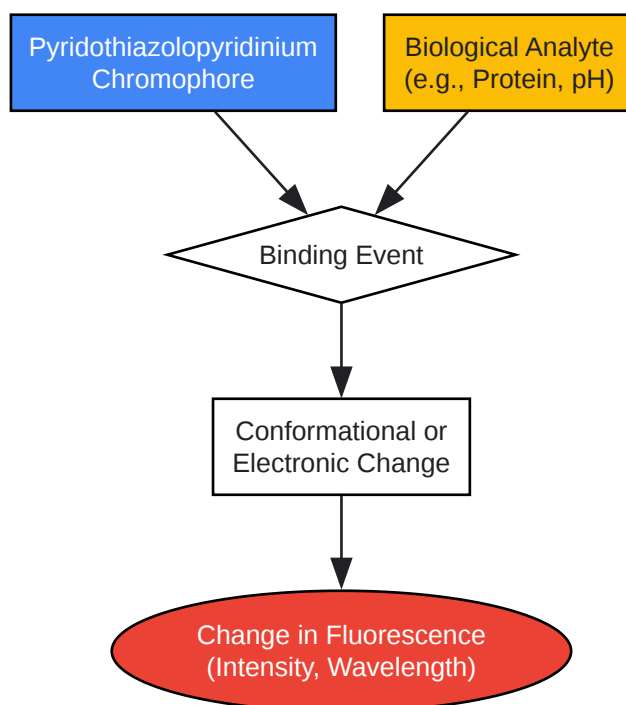 Pyridothiazolopyridinium
Chromophore
Biological Analyte
(e.g., Protein, pH)
Binding Event
Conformational or
Electronic Change
Change in Fluorescence
(Intensity, Wavelength)